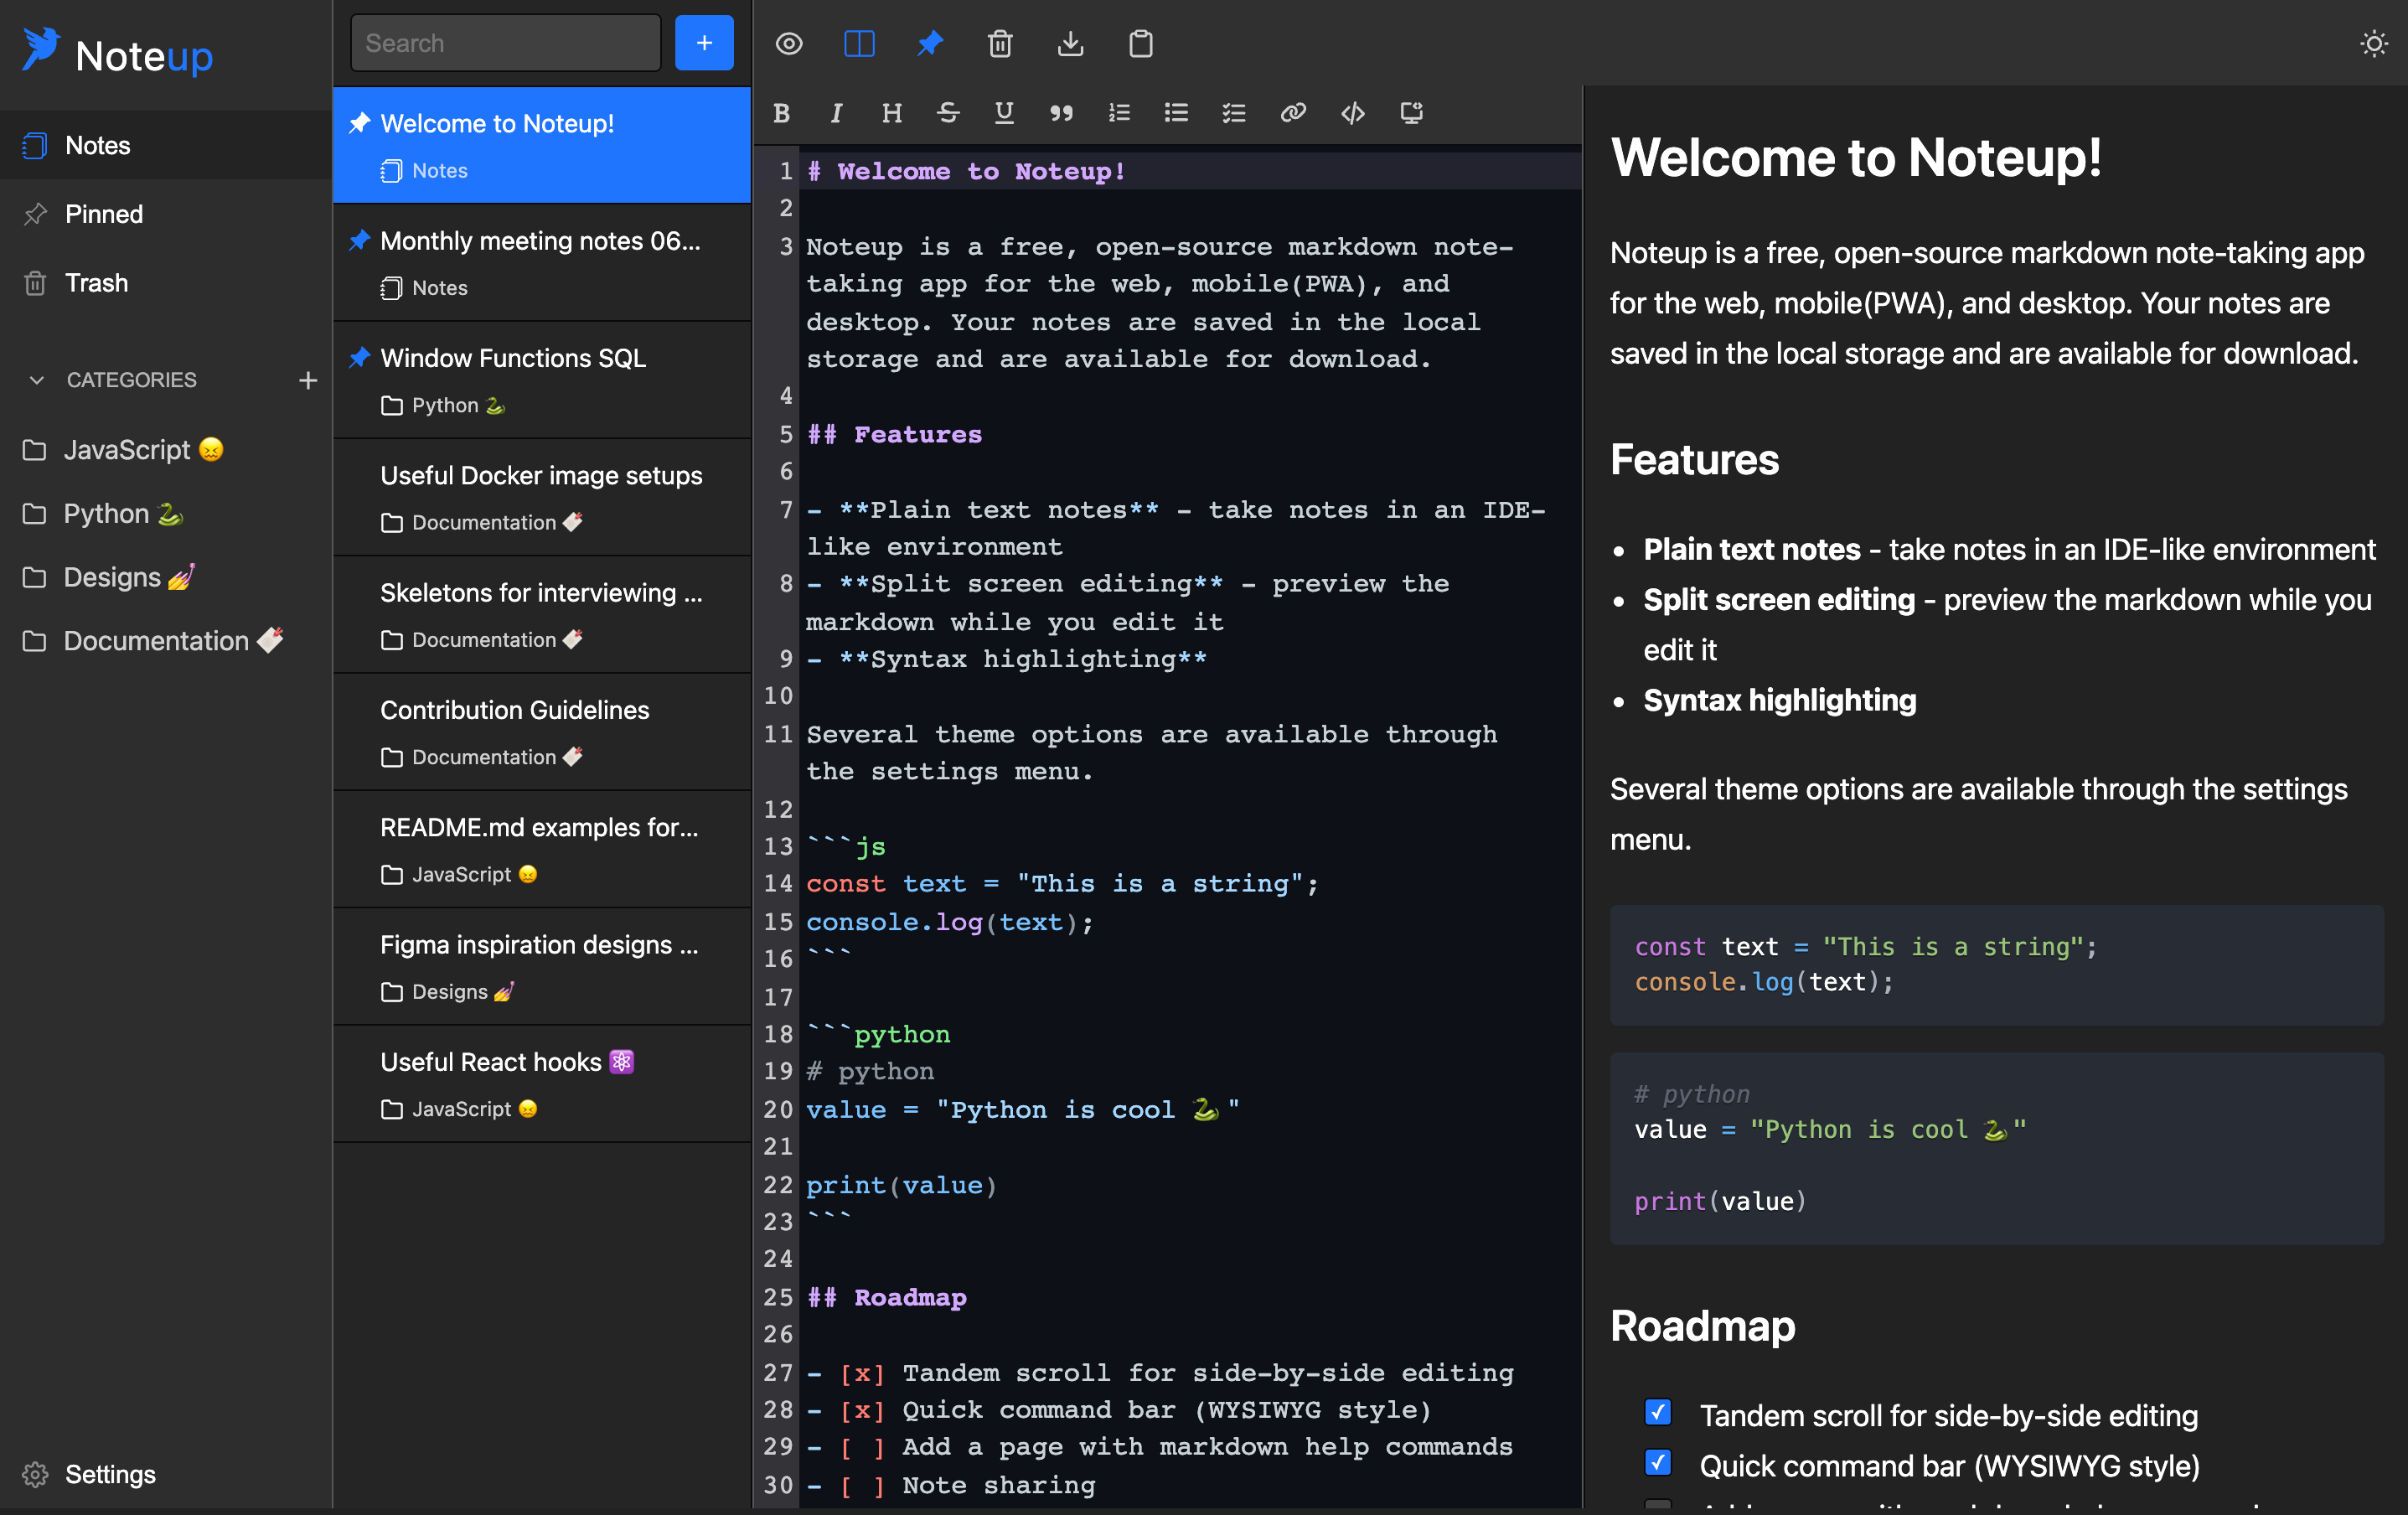 Noteup
Notes
Pinned
Trash
CATEGORIES
JavaScript 😖
Python 🐍
Designs 💅
Documentation 🔖
Settings
Search
+
Welcome to Noteup!
Notes
Monthly meeting notes 06...
Notes
Window Functions SQL
Python 🐍
Useful Docker image setups
Documentation 🔖
Skeletons for interviewing ...
Documentation 🔖
Contribution Guidelines
Documentation 🔖
README.md examples for...
JavaScript 😖
Figma inspiration designs ...
Designs 💅
Useful React hooks ⚛️
JavaScript 😖
B I H S U
1 # Welcome to Noteup!
2
3 Noteup is a free, open-source markdown note-
taking app for the web, mobile(PWA), and
desktop. Your notes are saved in the local
storage and are available for download.
4
5 ## Features
6
7 - **Plain text notes** - take notes in an IDE-
like environment
8 - **Split screen editing** - preview the
markdown while you edit it
9 - **Syntax highlighting**
10
11 Several theme options are available through
the settings menu.
12
13 ```js
14 const text = "This is a string";
15 console.log(text);
16 ```
17
18 ```python
19 # python
20 value = "Python is cool 🐍"
21
22 print(value)
23 ```
24
25 ## Roadmap
26
27 - [x] Tandem scroll for side-by-side editing
28 - [x] Quick command bar (WYSIWYG style)
29 - [ ] Add a page with markdown help commands
30 - [ ] Note sharing
Welcome to Noteup!
Noteup is a free, open-source markdown note-taking app
for the web, mobile(PWA), and desktop. Your notes are
saved in the local storage and are available for download.
Features
• Plain text notes - take notes in an IDE-like environment
• Split screen editing - preview the markdown while you
edit it
• Syntax highlighting
Several theme options are available through the settings
menu.
const text = "This is a string";
console.log(text);
# python
value = "Python is cool 🐍"
print(value)
Roadmap
Tandem scroll for side-by-side editing
Quick command bar (WYSIWYG style)